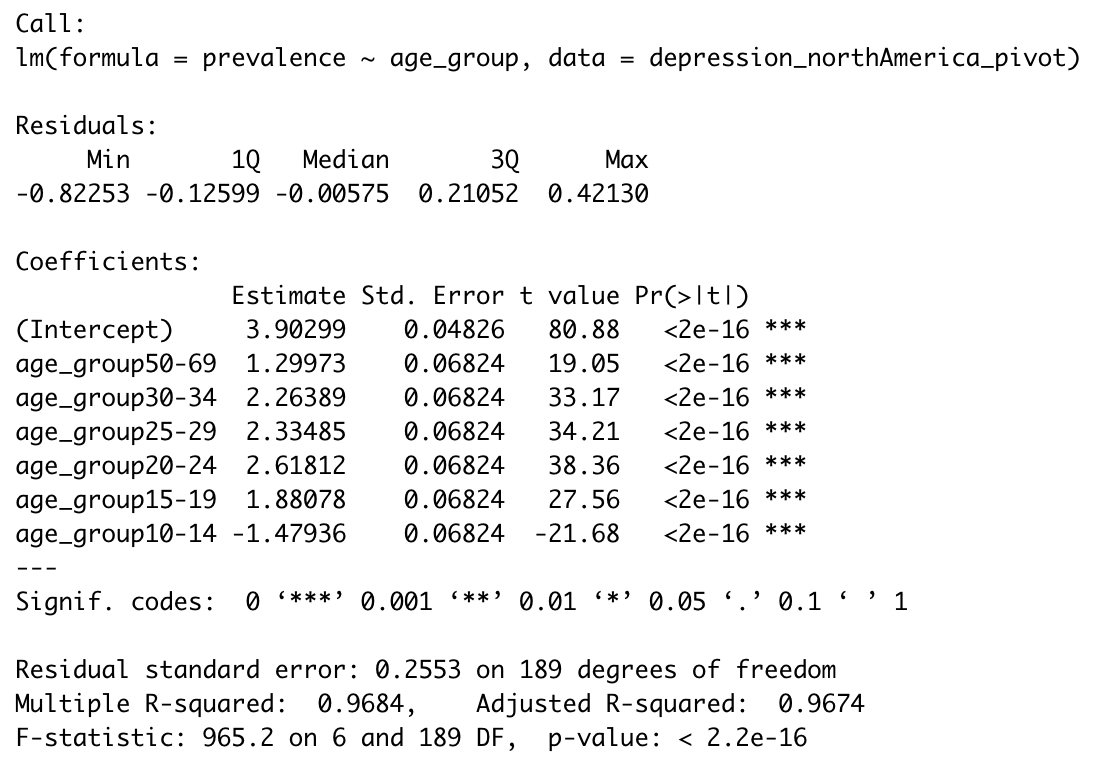 Call:
lm(formula = prevalence ~ age_group, data = depression_northAmerica_pivot)
Residuals:
Min 1Q Median 3Q Max
-0.82253 -0.12599 -0.00575 0.21052 0.42130
Coefficients:
Estimate Std. Error t value Pr(>|t|)
(Intercept) 3.90299 0.04826 80.88 <2e-16 ***
age_group50-69 1.29973 0.06824 19.05 <2e-16 ***
age_group30-34 2.26389 0.06824 33.17 <2e-16 ***
age_group25-29 2.33485 0.06824 34.21 <2e-16 ***
age_group20-24 2.61812 0.06824 38.36 <2e-16 ***
age_group15-19 1.88078 0.06824 27.56 <2e-16 ***
age_group10-14 -1.47936 0.06824 -21.68 <2e-16 ***
---
Signif. codes: 0 ‘***’ 0.001 ‘**’ 0.01 ‘*’ 0.05 ‘.’ 0.1 ‘ ’ 1
Residual standard error: 0.2553 on 189 degrees of freedom
Multiple R-squared: 0.9684, Adjusted R-squared: 0.9674
F-statistic: 965.2 on 6 and 189 DF, p-value: < 2.2e-16